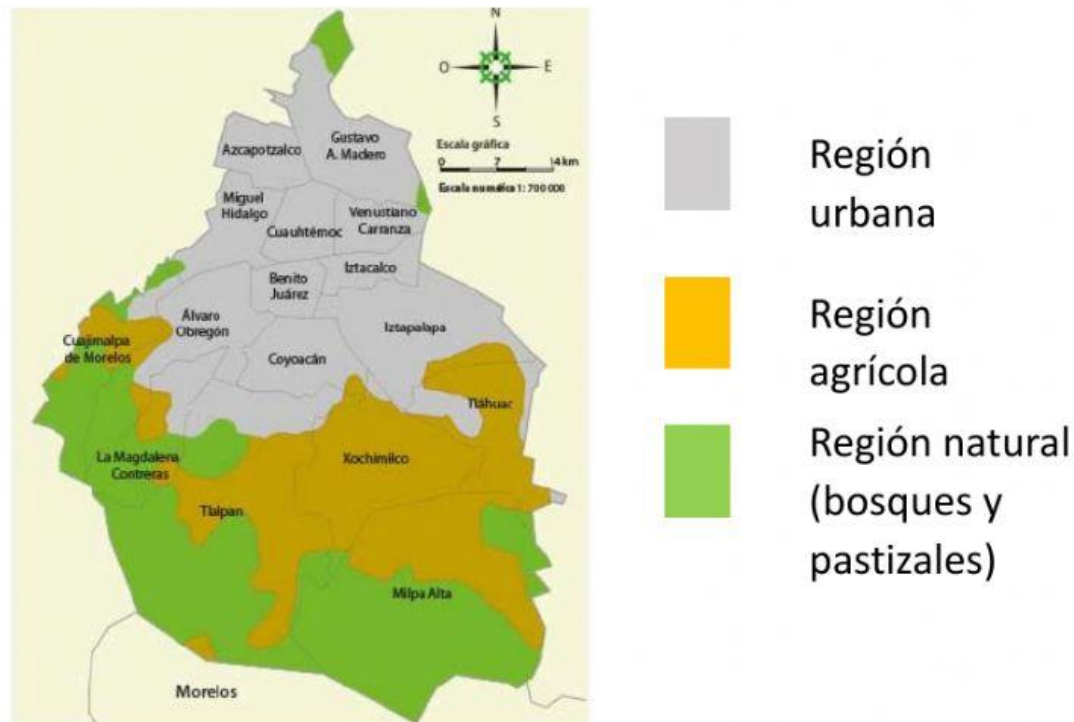 N
O
E
S
Escala gráfica
0 7 14 km
Escala numérica 1: 700 000
Gustavo
A. Madero
Azcapotzalco
Miguel
Hidalgo
Cuauhtémoc
Venustiano
Carranza
Iztacalco
Benito
Juárez
Álvaro
Obregón
Iztapalapa
Cuajimalpa
de Morelos
Coyoacán
Tláhuac
La Magdalena
Contreras
Xochimilco
Tlalpan
Milpa Alta
Morelos
Región
urbana
Región
agrícola
Región natural
(bosques y
pastizales)